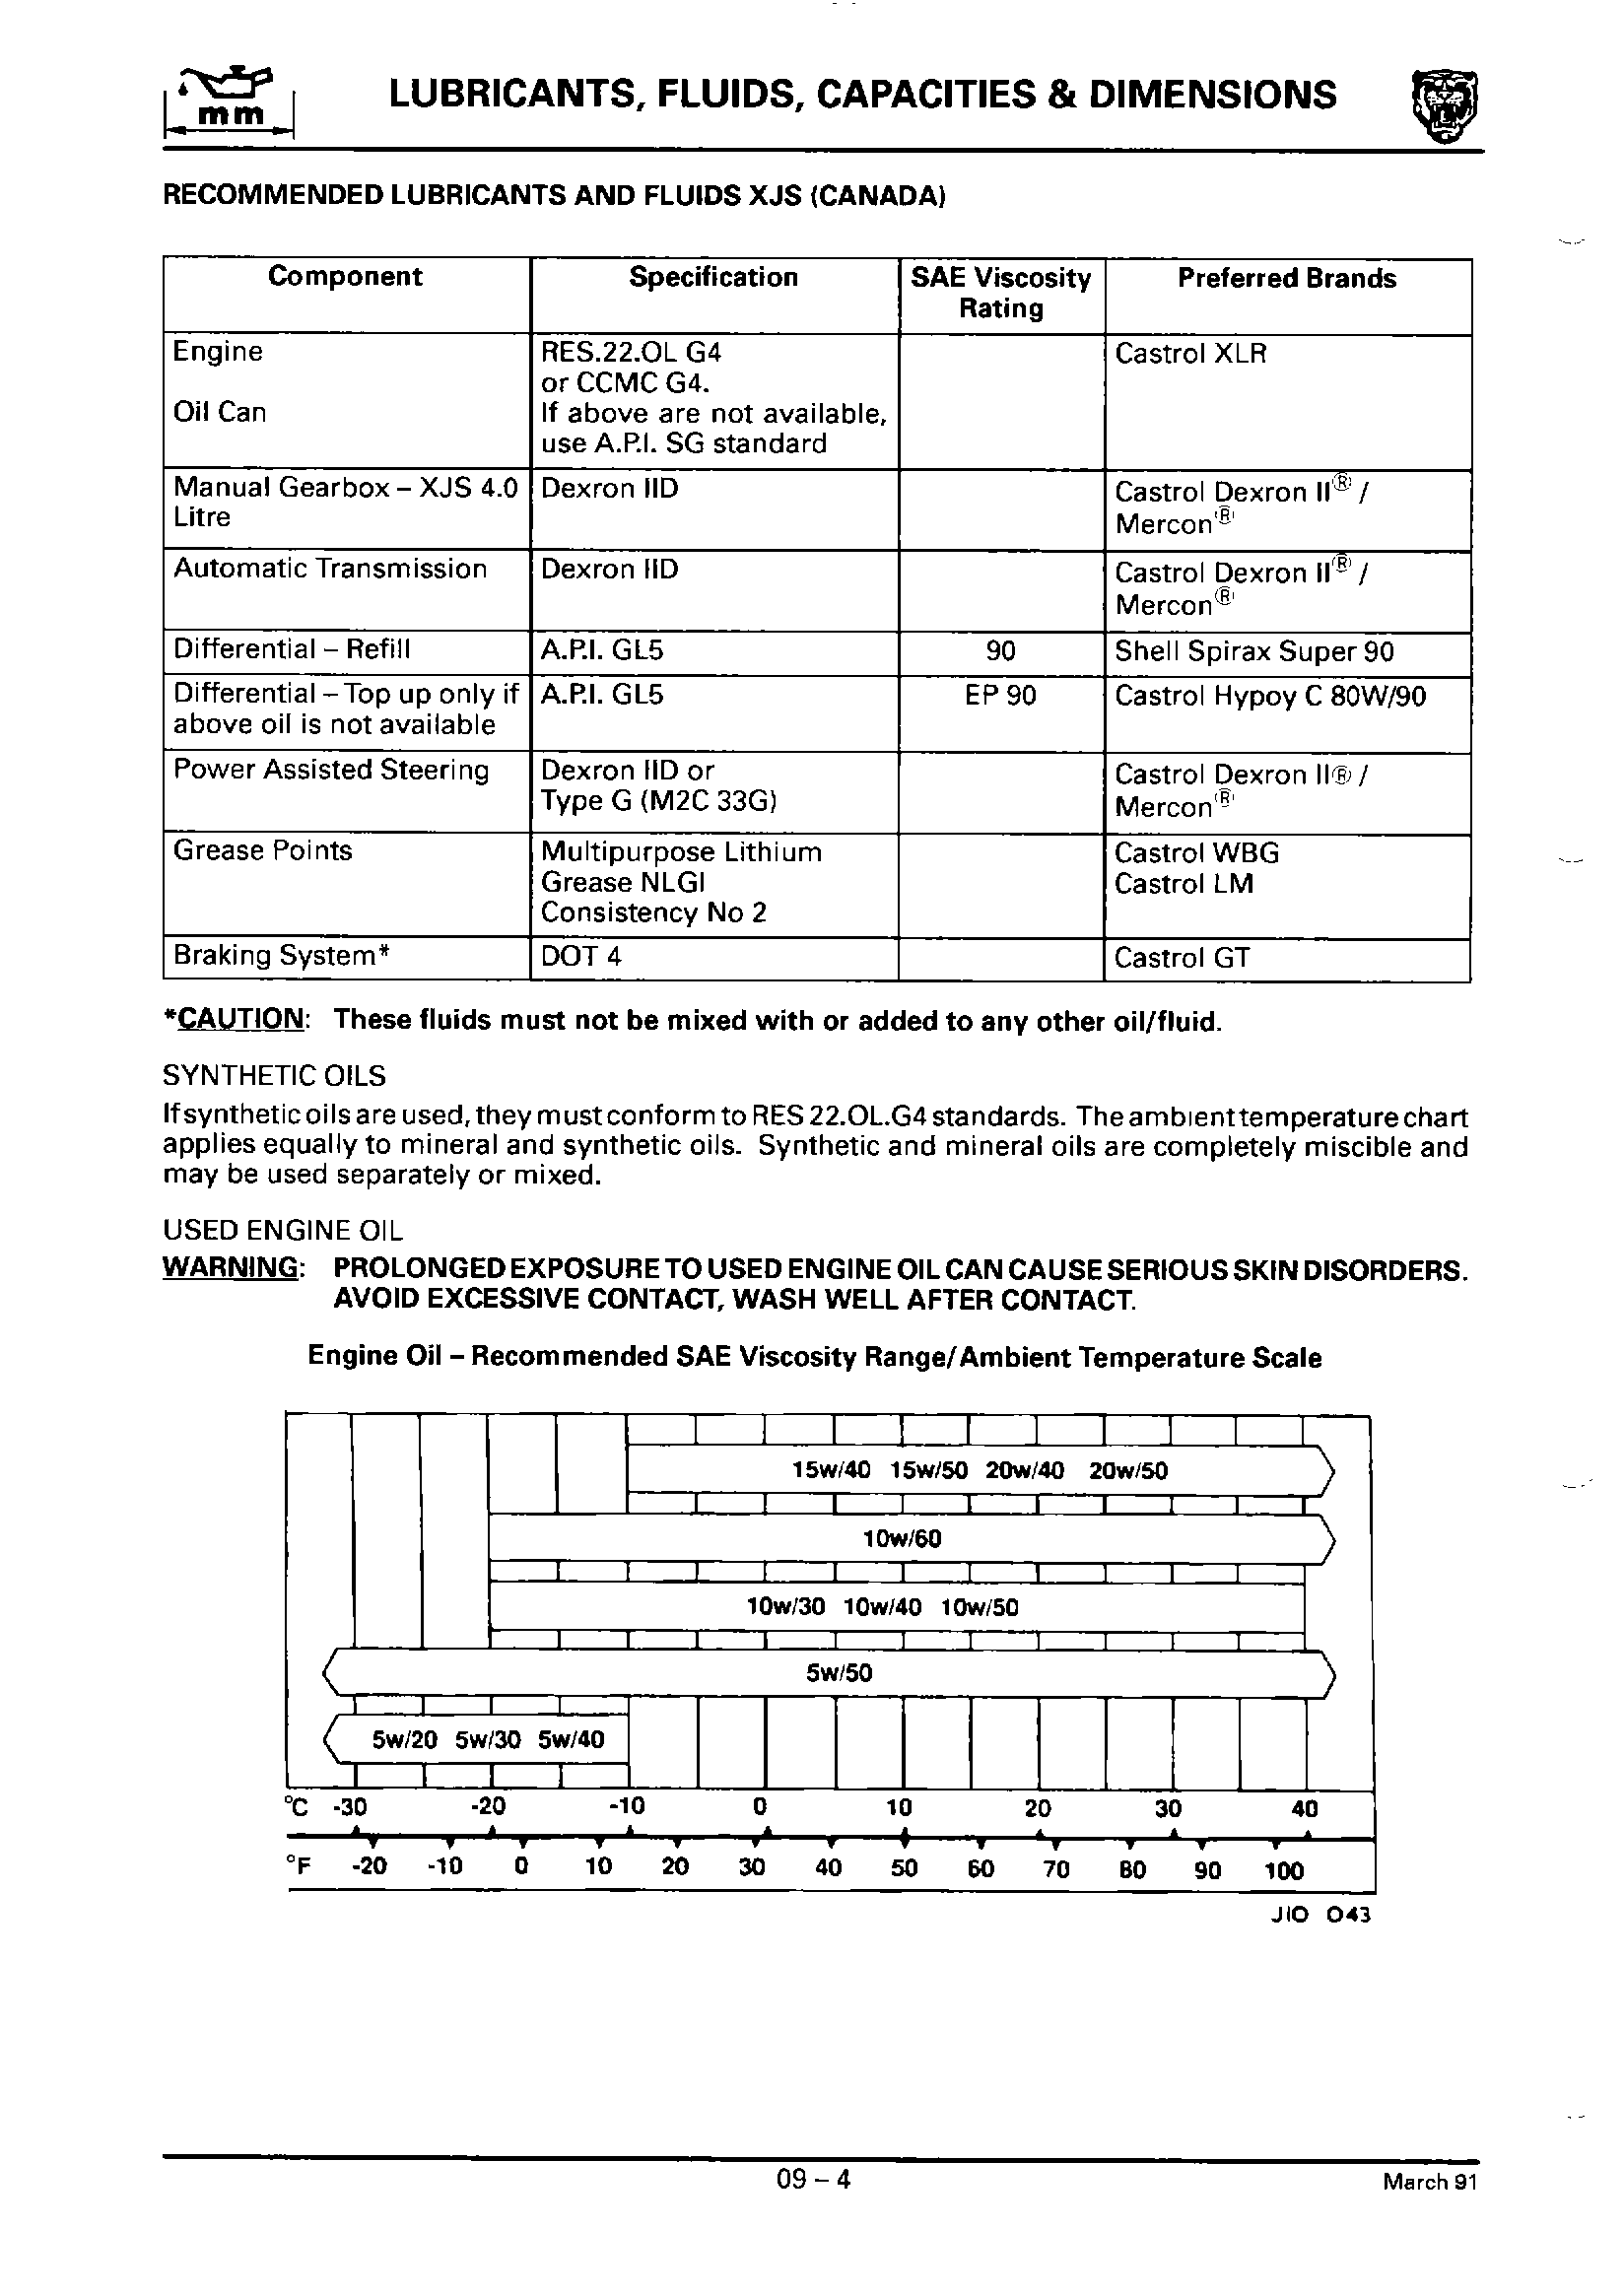 mm
LUBRICANTS, FLUIDS, CAPACITIES & DIMENSIONS
RECOMMENDED LUBRICANTS AND FLUIDS XJS (CANADA)
Component Specification SAE Viscosity Rating Preferred Brands
Engine RES.22.OL G4 Castrol XLR
or CCMC G4.
Oil Can If above are not available,
use A.P.I. SG standard
Manual Gearbox – XJS 4.0 Dexron IID Castrol Dexron II® /
Litre Mercon®
Automatic Transmission Dexron IID Castrol Dexron II® /
Mercon®
Differential – Refill A.P.I. GL5 90 Shell Spirax Super 90
Differential – Top up only if A.P.I. GL5 EP 90 Castrol Hypoy C 80W/90
above oil is not available
Power Assisted Steering Dexron IID or Castrol Dexron II® /
Type G (M2C 33G) Mercon®
Grease Points Multipurpose Lithium Castrol WBG
Grease NLGI Castrol LM
Consistency No 2
Braking System* DOT 4 Castrol GT
*CAUTION: These fluids must not be mixed with or added to any other oil/fluid.
SYNTHETIC OILS
If synthetic oils are used, they must conform to RES 22.OL.G4 standards. The ambient temperature chart
applies equally to mineral and synthetic oils. Synthetic and mineral oils are completely miscible and
may be used separately or mixed.
USED ENGINE OIL
WARNING: PROLONGED EXPOSURE TO USED ENGINE OIL CAN CAUSE SERIOUS SKIN DISORDERS.
AVOID EXCESSIVE CONTACT, WASH WELL AFTER CONTACT.
Engine Oil – Recommended SAE Viscosity Range/Ambient Temperature Scale
15w/40 15w/50 20w/40 20w/50
10w/60
10w/30 10w/40 10w/50
5w/50
5w/20 5w/30 5w/40
°C -30 -20 -10 0 10 20 30 40
°F -20 -10 0 10 20 30 40 50 60 70 80 90 100
JIO 043
09 – 4
March 91